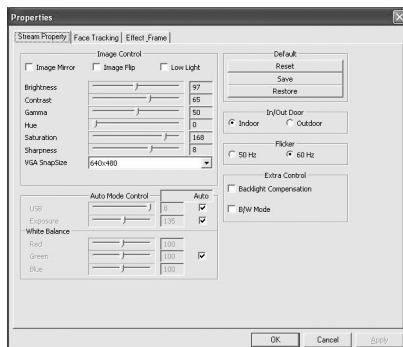 Properties
Stream Property Face Tracking Effect_Frame
Image Control
Image Mirror Image Flip Low Light
Brightness 97
Contrast 65
Gamma 50
Hue 0
Saturation 168
Sharpness 8
VGA SnapSize 640x480
Auto Mode Control Auto
USB 8
Exposure 135
White Balance
Red 100
Green 100
Blue 100
Default
Reset
Save
Restore
In/Out Door
Indoor Outdoor
Flicker
50 Hz 60 Hz
Extra Control
Backlight Compensation
B/W Mode
OK Cancel Apply